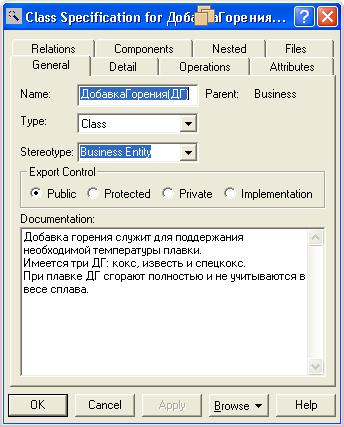 Class Specification for ДобавкаГорения...
Relations Components Nested Files
General Detail Operations Attributes
Name: ДобавкаГорения(ДГ) Parent: Business
Type: Class
Stereotype: Business Entity
Export Control
Public Protected Private Implementation
Documentation:
Добавка горения служит для поддержания
необходимой температуры плавки.
Имеется три ДГ: кокс, известь и спецкокс.
При плавке ДГ сгорают полностью и не учитываются в
весе сплава.
OK Cancel Apply Browse Help